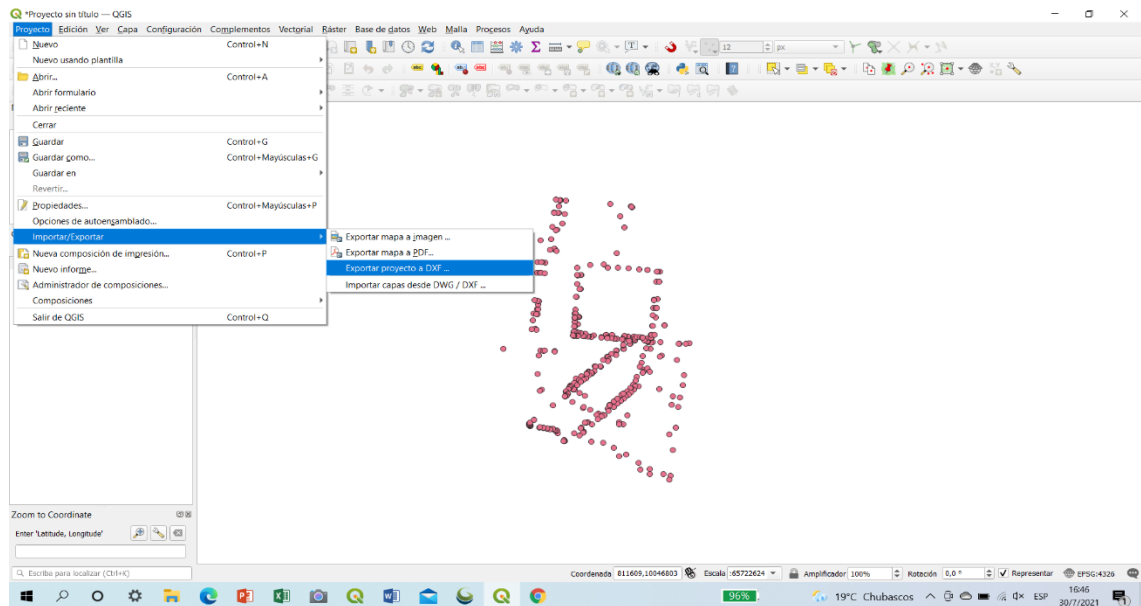 *Proyecto sin título — QGIS
Proyecto Edición Ver Capa Configuración Complementos Vectorial Ráster Base de datos Web Malla Procesos Ayuda
Nuevo Control+N
Nuevo usando plantilla
Abrir... Control+A
Abrir formulario
Abrir reciente
Cerrar
Guardar Control+G
Guardar como... Control+Mayúsculas+G
Guardar en
Revertir...
Propiedades... Control+Mayúsculas+P
Opciones de autoensamblado...
Importar/Exportar
Nueva composición de impresión... Control+P
Nuevo informe...
Administrador de composiciones...
Composiciones
Salir de QGIS Control+Q
Exportar mapa a imagen ...
Exportar mapa a PDF...
Exportar proyecto a DXF ...
Importar capas desde DWG / DXF ...
12 px
Zoom to Coordinate
Enter 'Latitude, Longitude'
Escriba para localizar (Ctrl+K)
Coordenada 811609,10046803 Escala :65722624 Amplificador 100% Rotación 0,0 ° Representar EPSG:4326
96% 19°C Chubascos ESP 16:46
30/7/2021